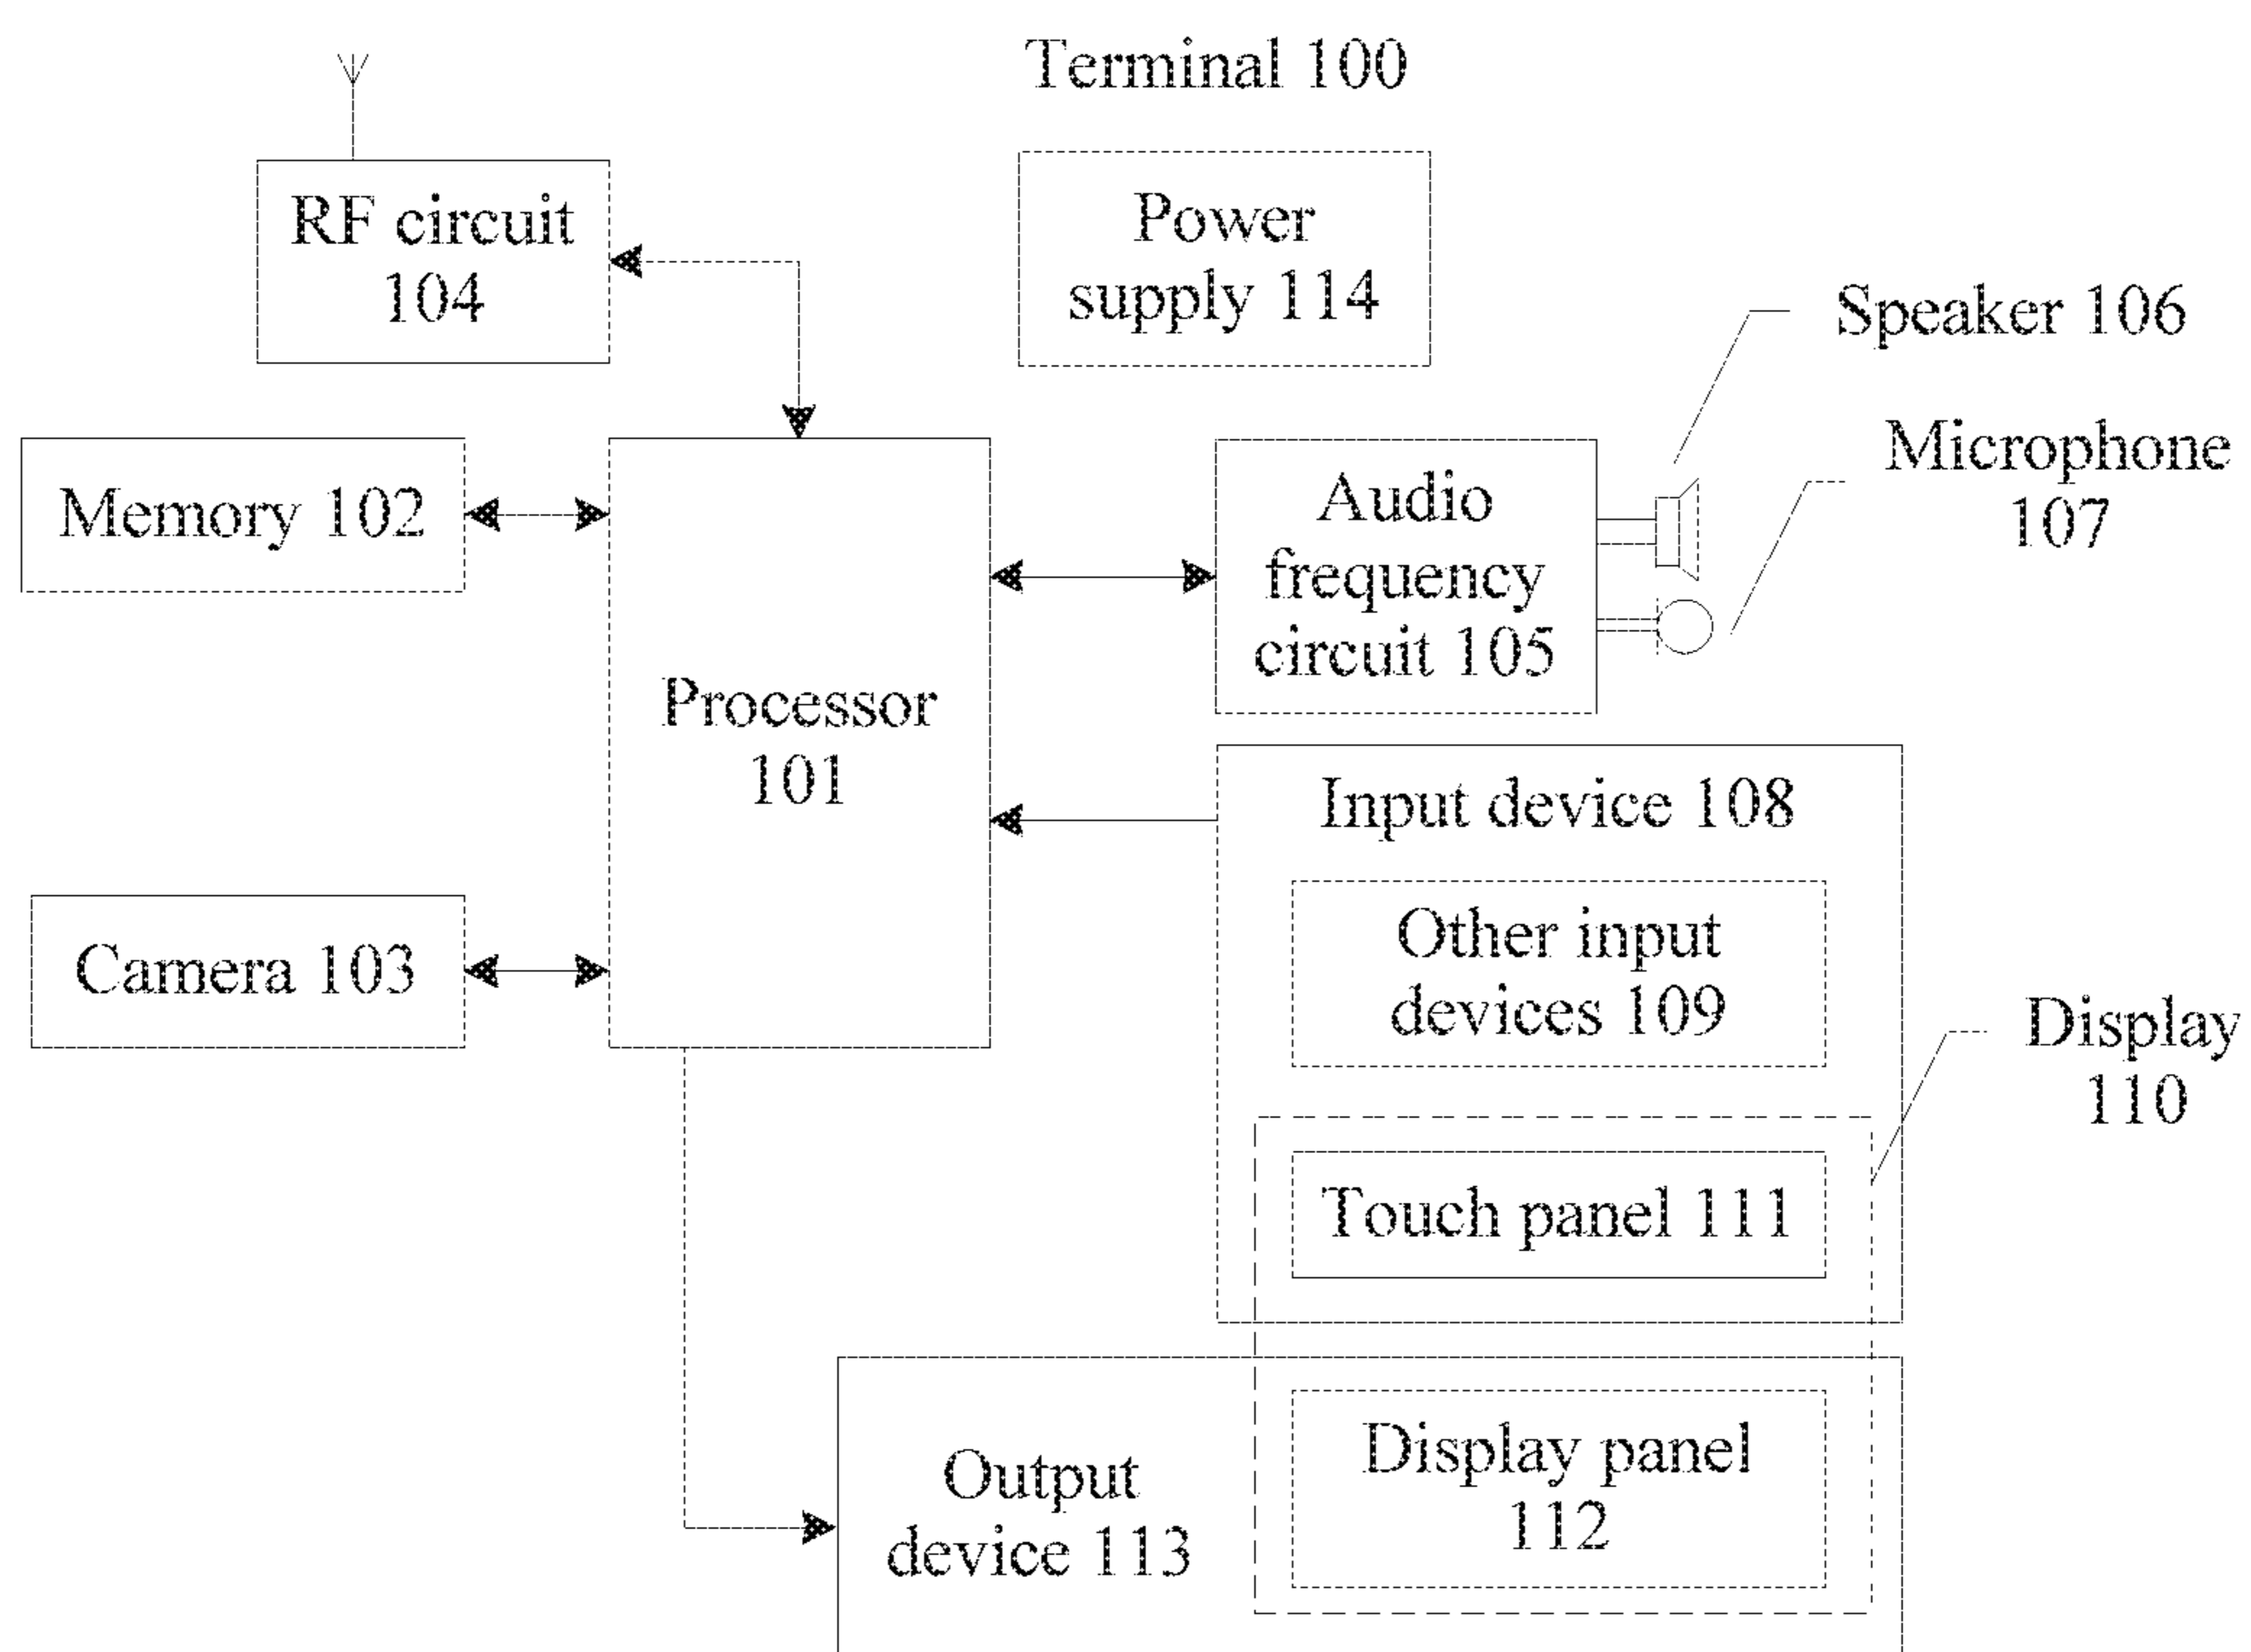 Terminal 100
RF circuit
104
Power
supply 114
Speaker 106
Microphone
107
Memory 102
Audio
frequency
circuit 105
Processor
101
Input device 108
Other input
devices 109
Camera 103
Display
110
Touch panel 111
Display panel
112
Output
device 113